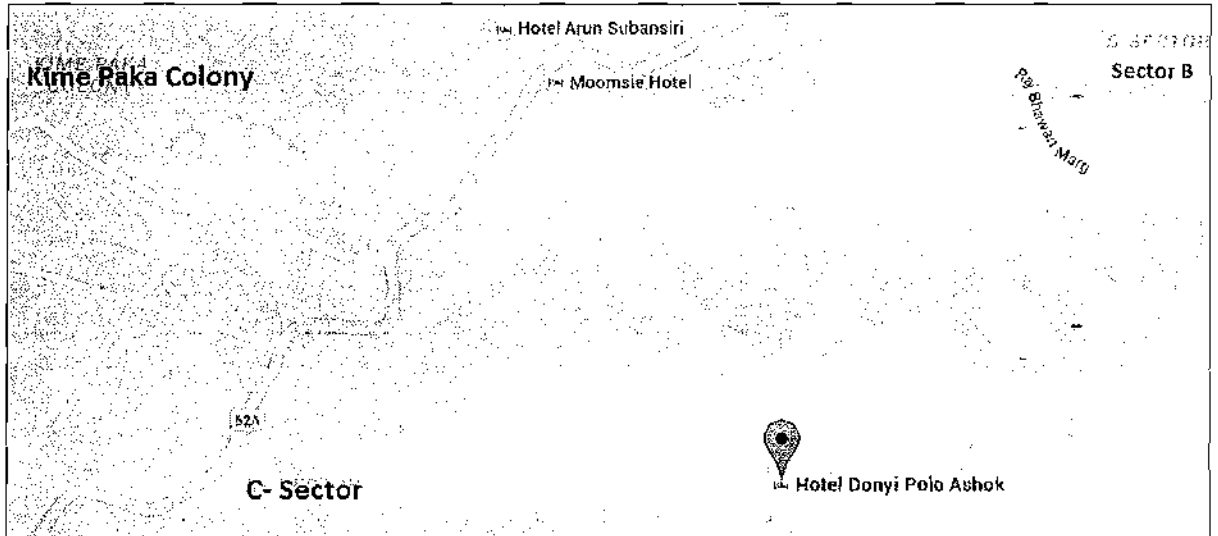 Hotel Arun Subansiri
Kime Paka Colony
Moomsie Hotel
Sector B
Raj Bhawan Marg
52A
C- Sector
Hotel Donyi Polo Ashok